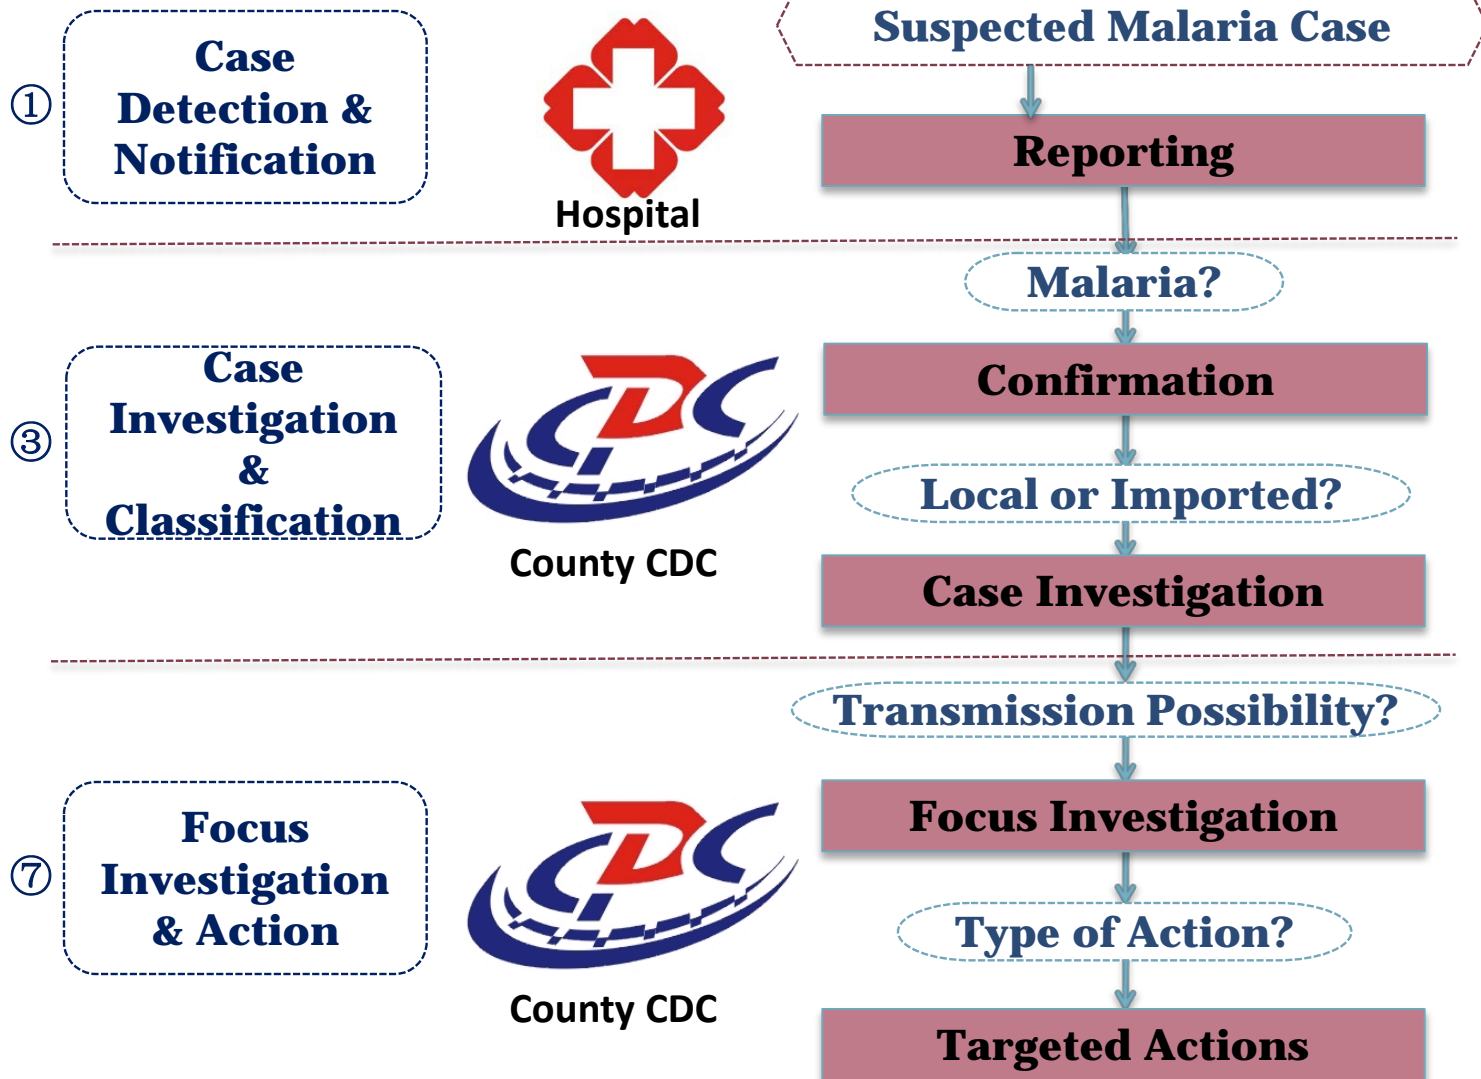 ①
Case
Detection &
Notification
Hospital
Suspected Malaria Case
Reporting
Malaria?
③
Case
Investigation
&
Classification
CDC
County CDC
Confirmation
Local or Imported?
Case Investigation
Transmission Possibility?
⑦
Focus
Investigation
& Action
CDC
County CDC
Focus Investigation
Type of Action?
Targeted Actions